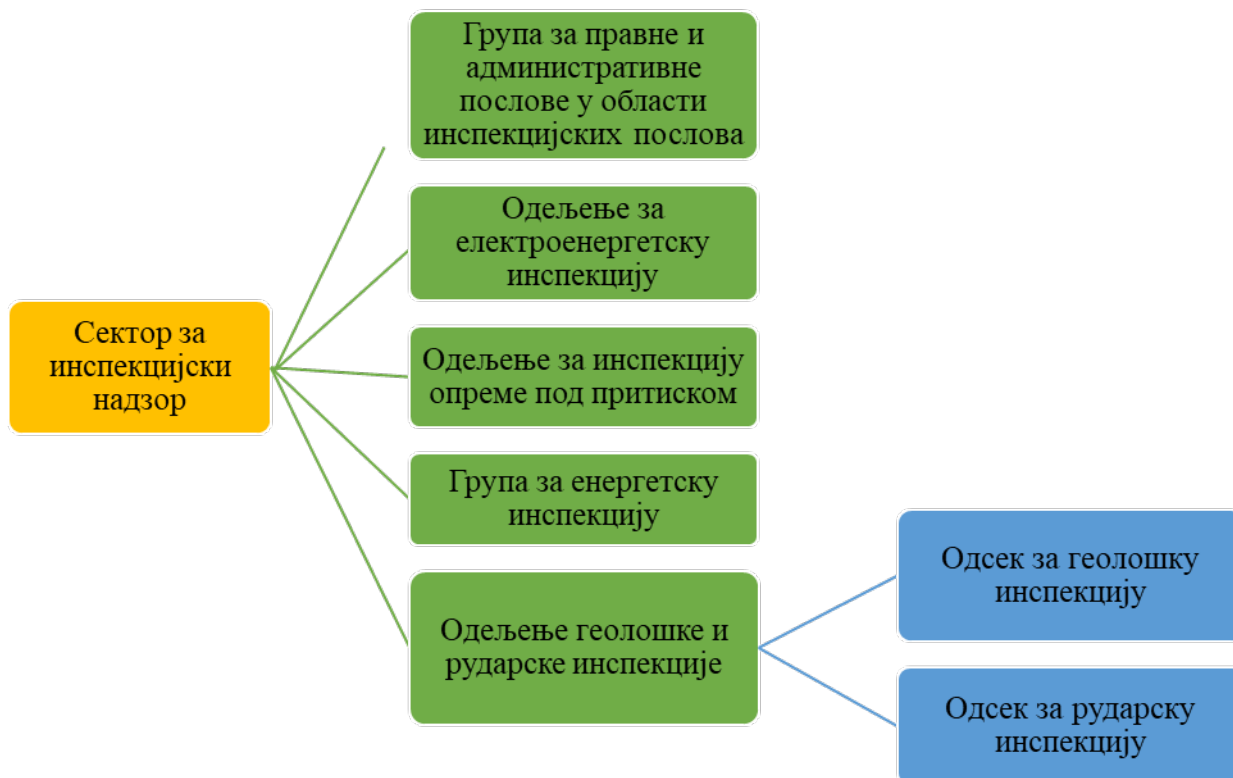 Група за правне и
административне
послове у области
инспекцијских послова
Одељење за
електроенергетску
инспекцију
Сектор за
инспекцијски
надзор
Одељење за инспекцију
опреме под притиском
Група за енергетску
инспекцију
Одељење геолошке и
рударске инспекције
Одсек за геолошку
инспекцију
Одсек за рударску
инспекцију